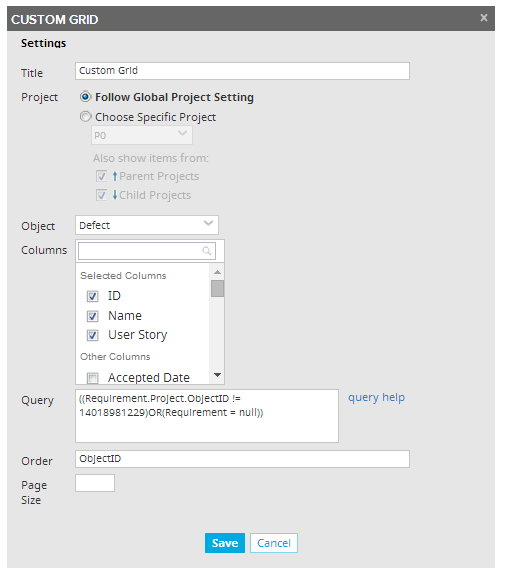 CUSTOM GRID x
Settings
Title Custom Grid
Project Follow Global Project Setting
Choose Specific Project
P0
Also show items from:
Parent Projects
Child Projects
Object Defect
Columns
Selected Columns
ID
Name
User Story
Other Columns
Accepted Date
Query ((Requirement.Project.ObjectID != query help
14018981229)OR(Requirement = null))
Order ObjectID
Page
Size
Save Cancel